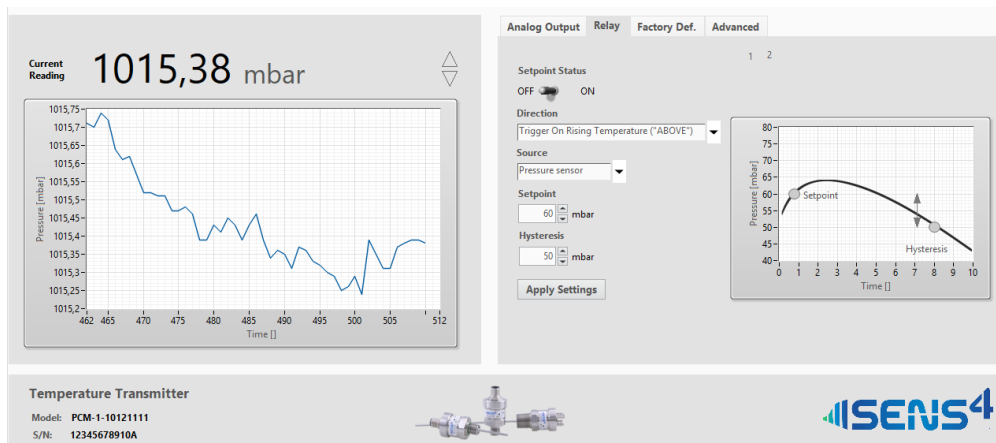 Current
Reading
1015,38 mbar
1015,75
1015,7
1015,65
1015,6
1015,55
1015,5
1015,45
1015,4
1015,35
1015,3
1015,25
1015,2
Pressure [mbar]
462 465 470 475 480 485 490 495 500 505 512
Time []
Analog Output Relay Factory Def. Advanced
1 2
Setpoint Status
OFF ON
Direction
Trigger On Rising Temperature ("ABOVE")
Source
Pressure sensor
Setpoint
60 mbar
Hysteresis
50 mbar
Apply Settings
80
75
70
65
60
55
50
45
40
Pressure [mbar]
Setpoint
Hysteresis
0 1 2 3 4 5 6 7 8 9 10
Time []
Temperature Transmitter
Model: PCM-1-10121111
S/N: 12345678910A
SENS4